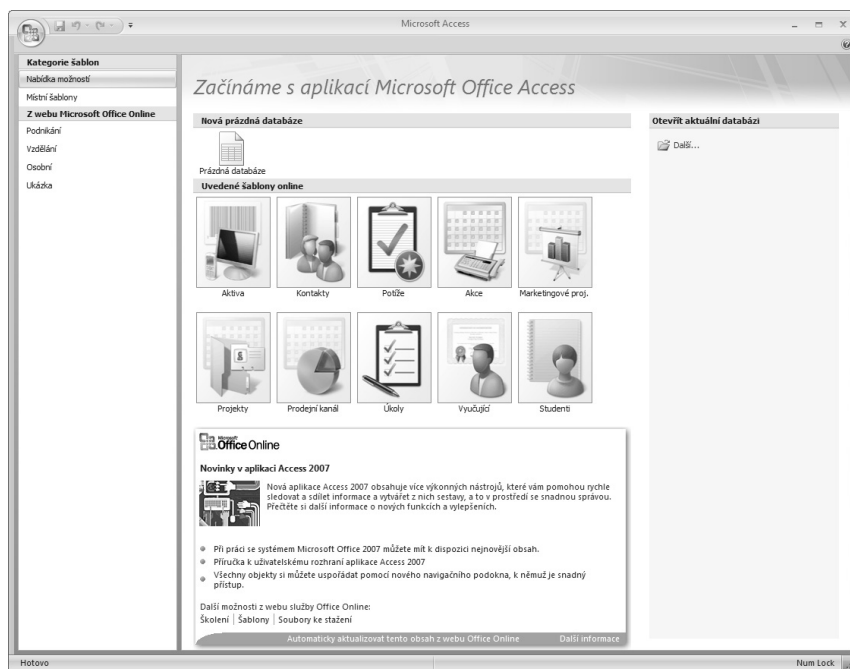 Microsoft Access
Kategorie šablon
Nabídka možností
Místní šablony
Z webu Microsoft Office Online
Podnikání
Vzdělání
Osobní
Ukázka
Začínáme s aplikací Microsoft Office Access
Nová prázdná databáze
Prázdná databáze
Uvedené šablony online
Aktiva
Kontakty
Potíže
Akce
Marketingové proj.
Projekty
Prodejní kanál
Úkoly
Vyučující
Studenti
Microsoft
Office Online
Novinky v aplikaci Access 2007
Nová aplikace Access 2007 obsahuje více výkonných nástrojů, které vám pomohou rychle
sledovat a sdílet informace a vytvářet z nich sestavy, a to v prostředí se snadnou správou.
Přečtěte si další informace o nových funkcích a vylepšeních.
Při práci se systémem Microsoft Office 2007 můžete mít k dispozici nejnovější obsah.
Příručka k uživatelskému rozhraní aplikace Access 2007
Všechny objekty si můžete uspořádat pomocí nového navigačního podokna, k němuž je snadný
přístup.
Další možnosti z webu služby Office Online:
Školení | Šablony | Soubory ke stažení
Automaticky aktualizovat tento obsah z webu Office Online
Další informace
Otevřít aktuální databázi
Další...
Hotovo
Num Lock